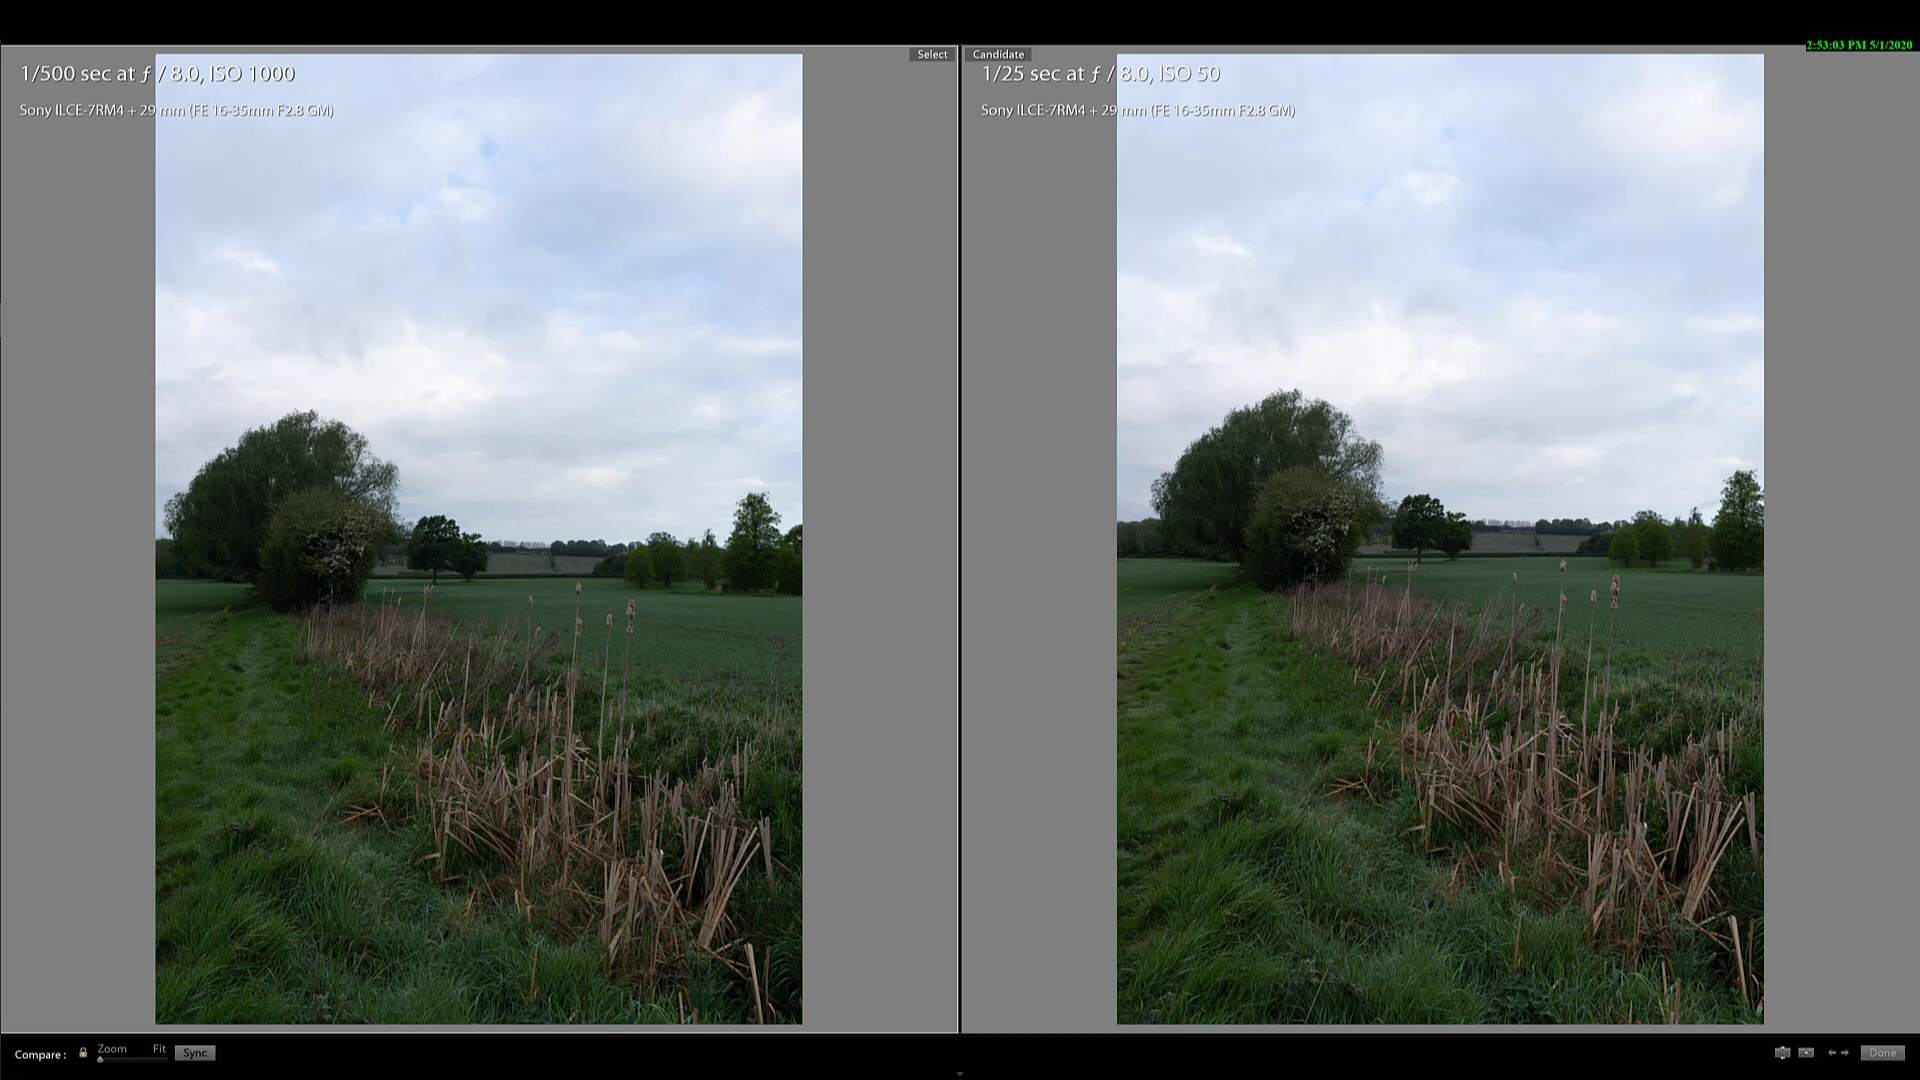 Select
Candidate
2:53:03 PM 5/1/2020
1/500 sec at ƒ / 8.0, ISO 1000
Sony ILCE-7RM4 + 29 mm (FE 16-35mm F2.8 GM)
1/25 sec at ƒ / 8.0, ISO 50
Sony ILCE-7RM4 + 29 mm (FE 16-35mm F2.8 GM)
Compare :
Zoom
Fit
Sync
Done